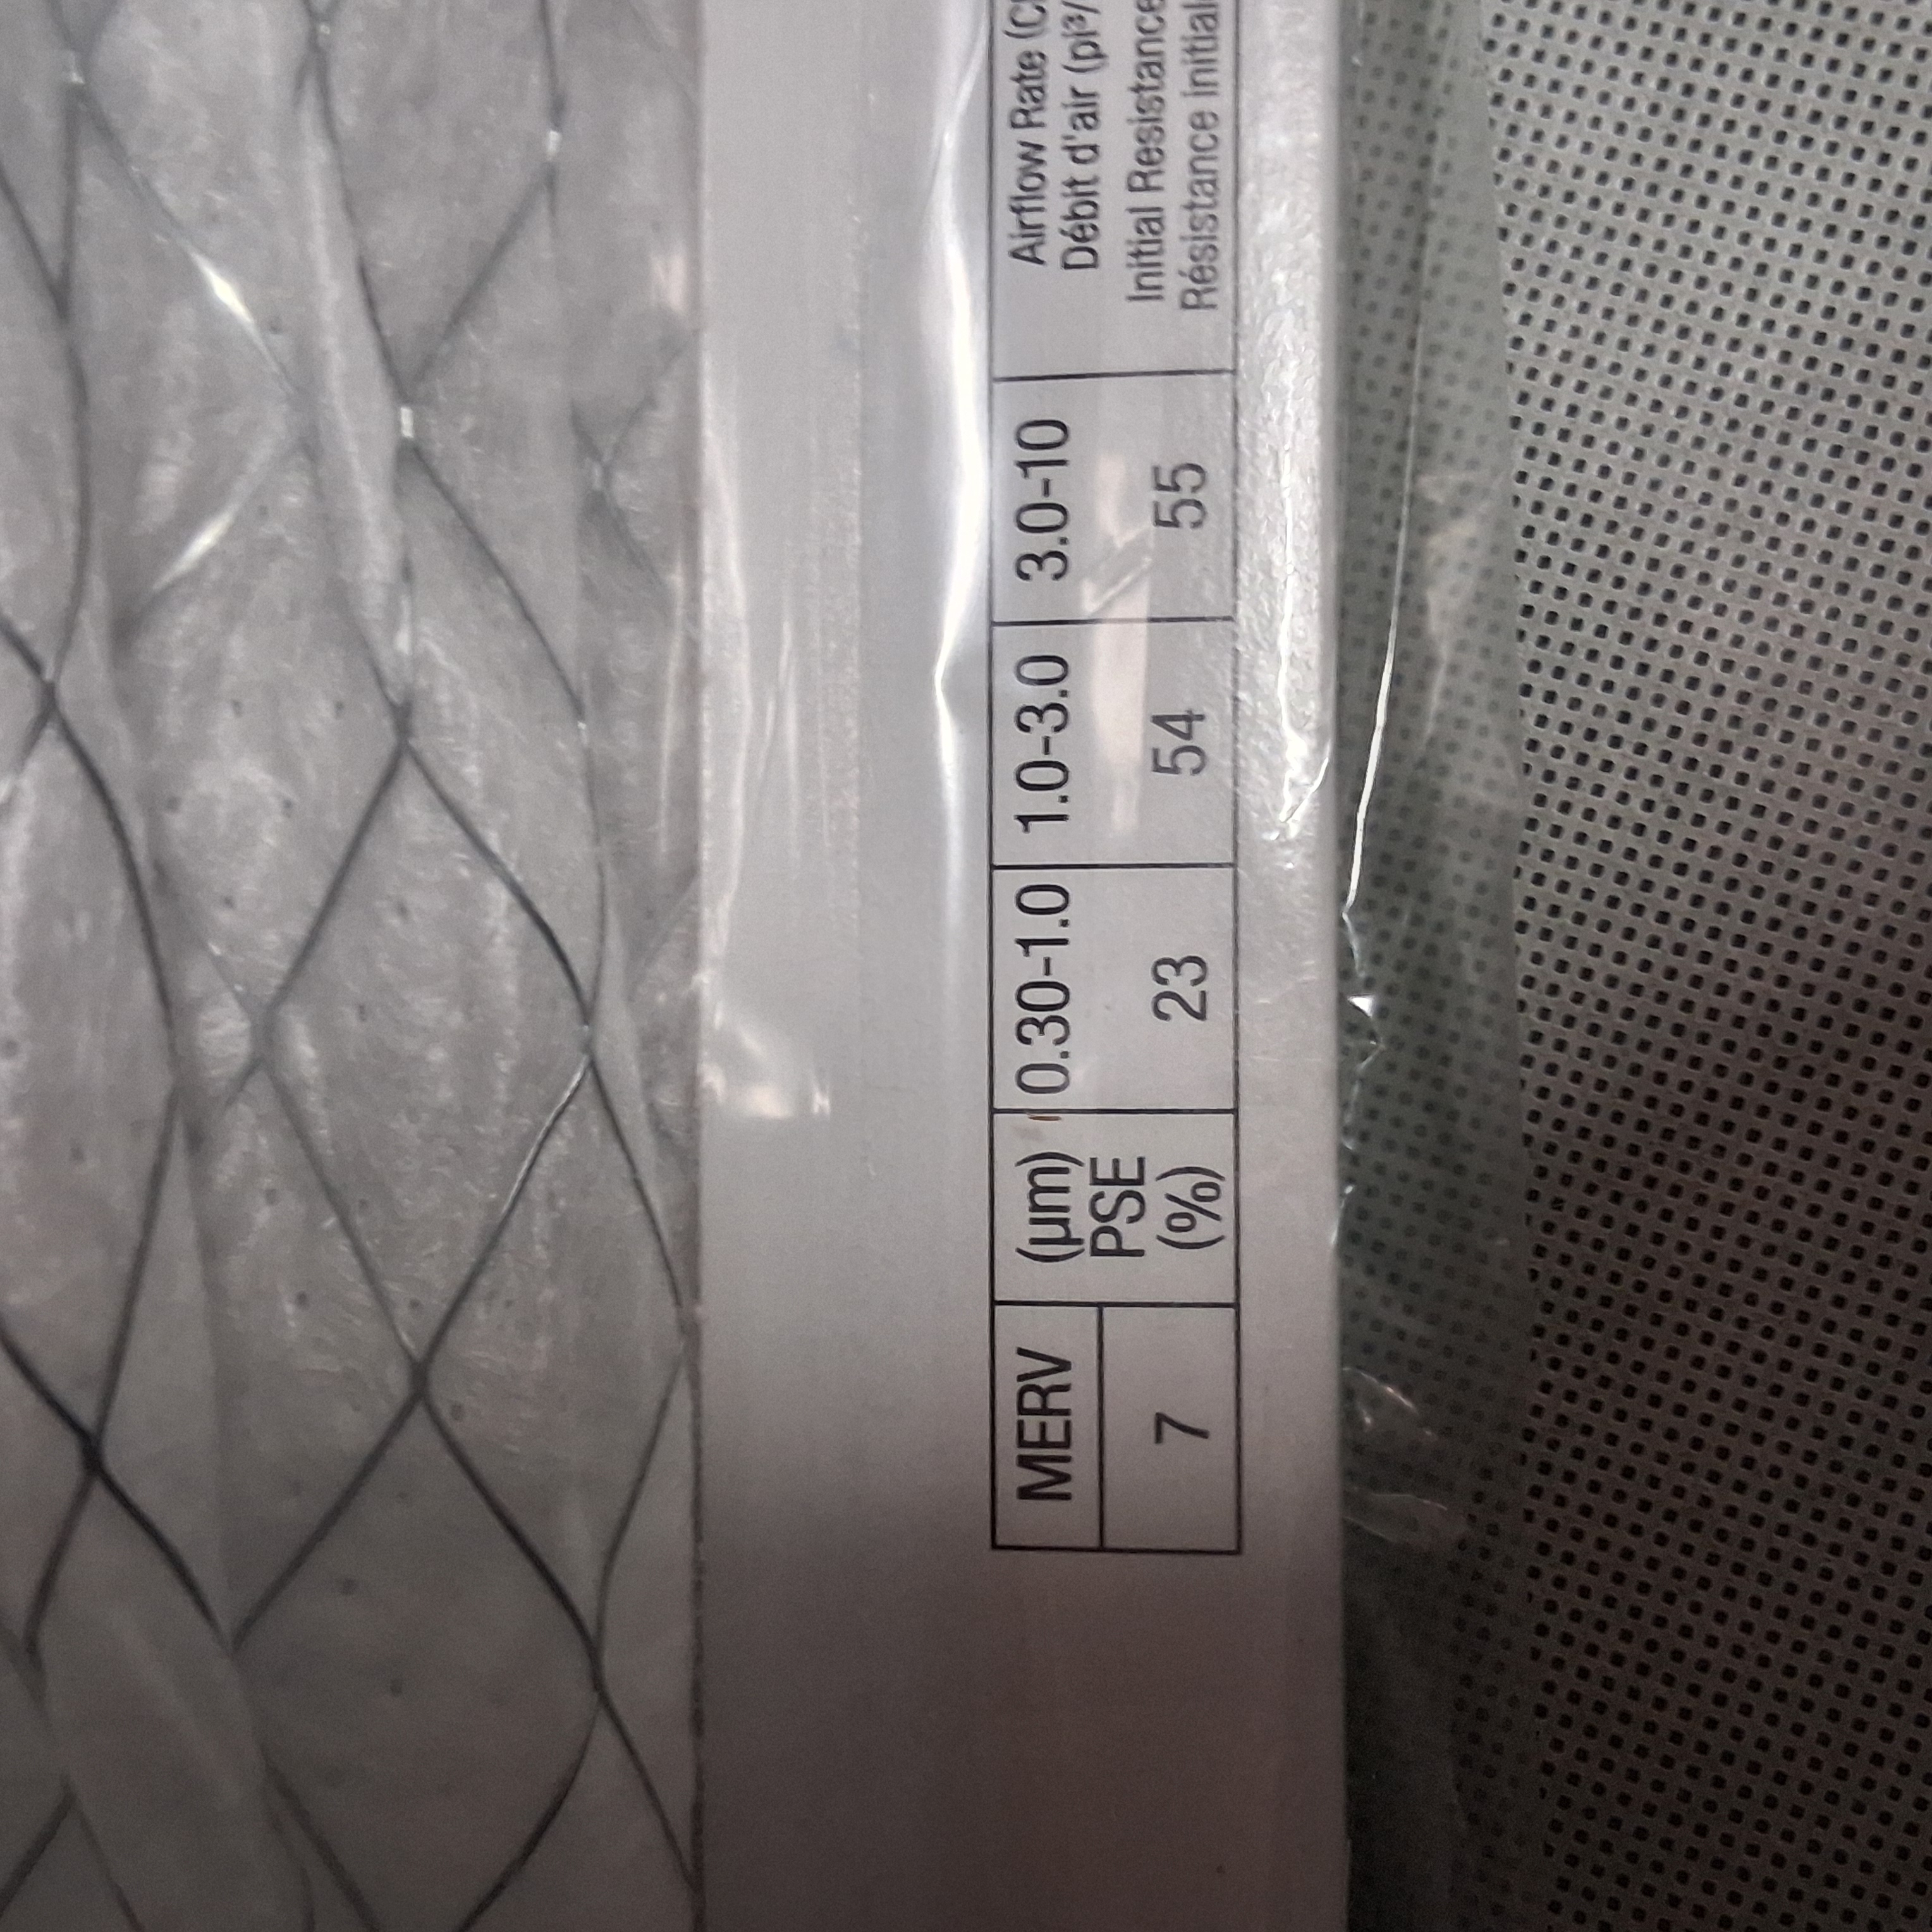 MERV
7
(µm)
PSE
(%)
0.30-1.0
23
1.0-3.0
54
3.0-10
55
Airflow Rate
Débit d'air (pi³/
Initial Resistance
Résistance Initial